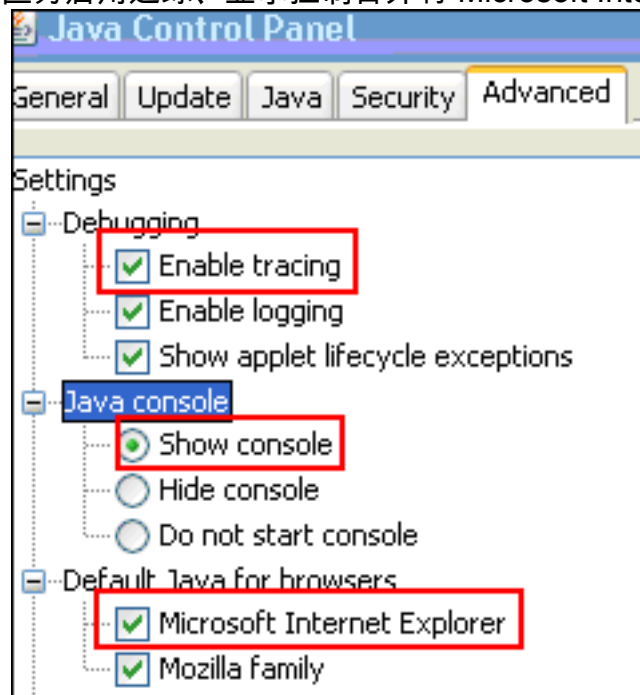 Java Control Panel
General Update Java Security Advanced
Settings
Debugging
Enable tracing
Enable logging
Show applet lifecycle exceptions
Java console
Show console
Hide console
Do not start console
Default Java for browsers
Microsoft Internet Explorer
Mozilla family